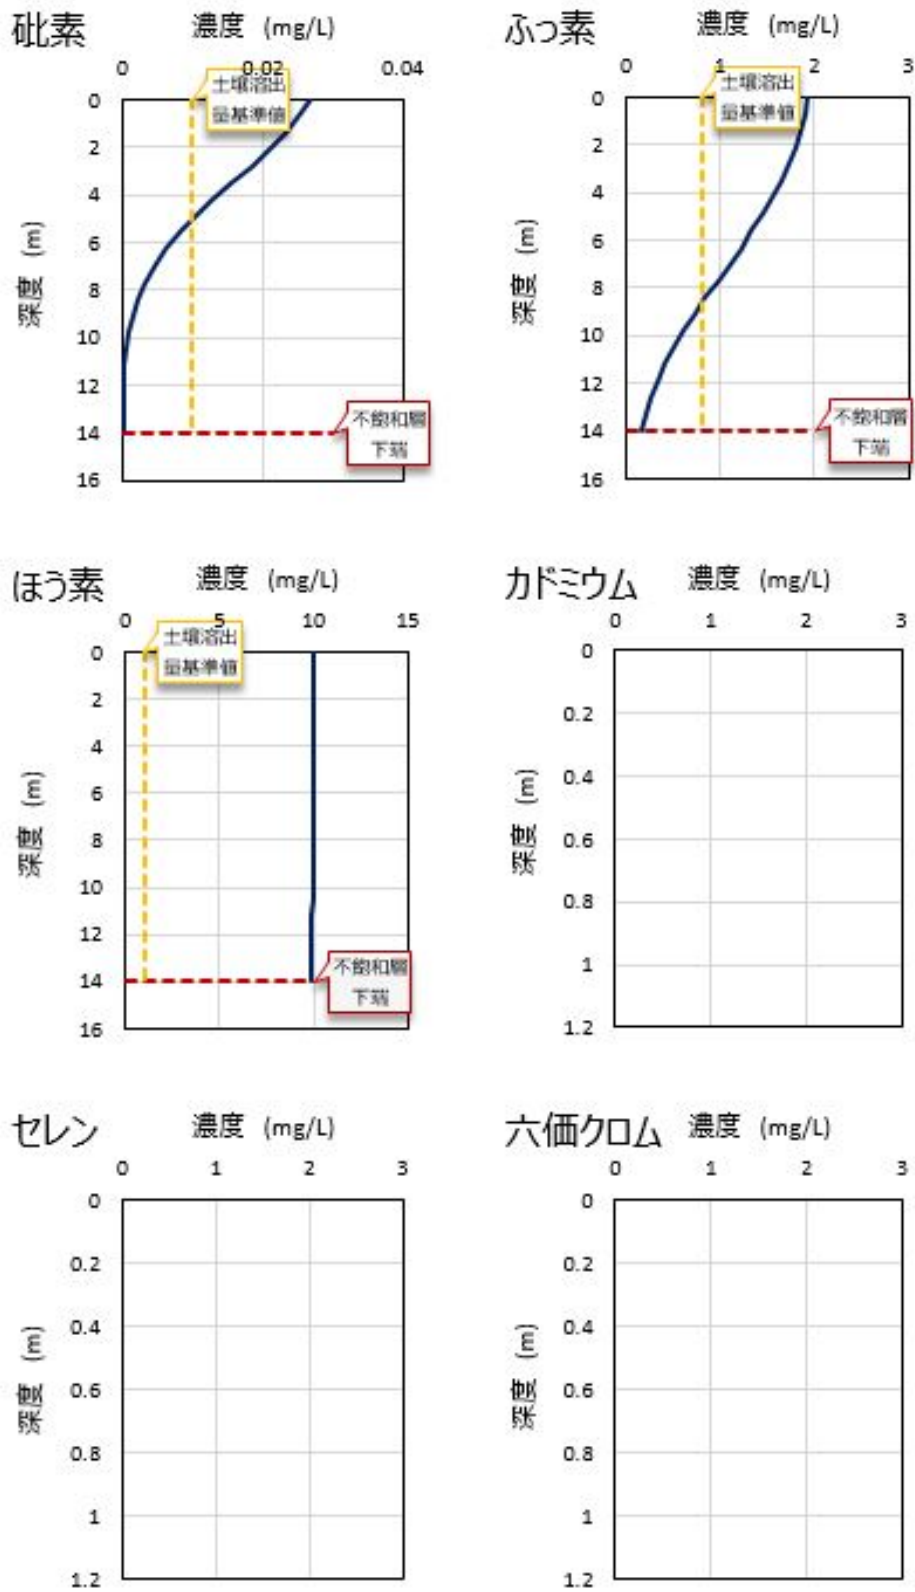 砒素 濃度 (mg/L)
0 0.02 0.04
土壌溶出
量基準値
0
2
4
6
8
10
12
14
16
深度 (m)
不飽和層
下端
ふっ素 濃度 (mg/L)
0 1 2 3
土壌溶出
量基準値
0
2
4
6
8
10
12
14
16
深度 (m)
不飽和層
下端
ほう素 濃度 (mg/L)
0 5 10 15
土壌溶出
量基準値
0
2
4
6
8
10
12
14
16
深度 (m)
不飽和層
下端
カドミウム 濃度 (mg/L)
0 1 2 3
0
0.2
0.4
0.6
0.8
1
1.2
深度 (m)
セレン 濃度 (mg/L)
0 1 2 3
0
0.2
0.4
0.6
0.8
1
1.2
深度 (m)
六価クロム 濃度 (mg/L)
0 1 2 3
0
0.2
0.4
0.6
0.8
1
1.2
深度 (m)